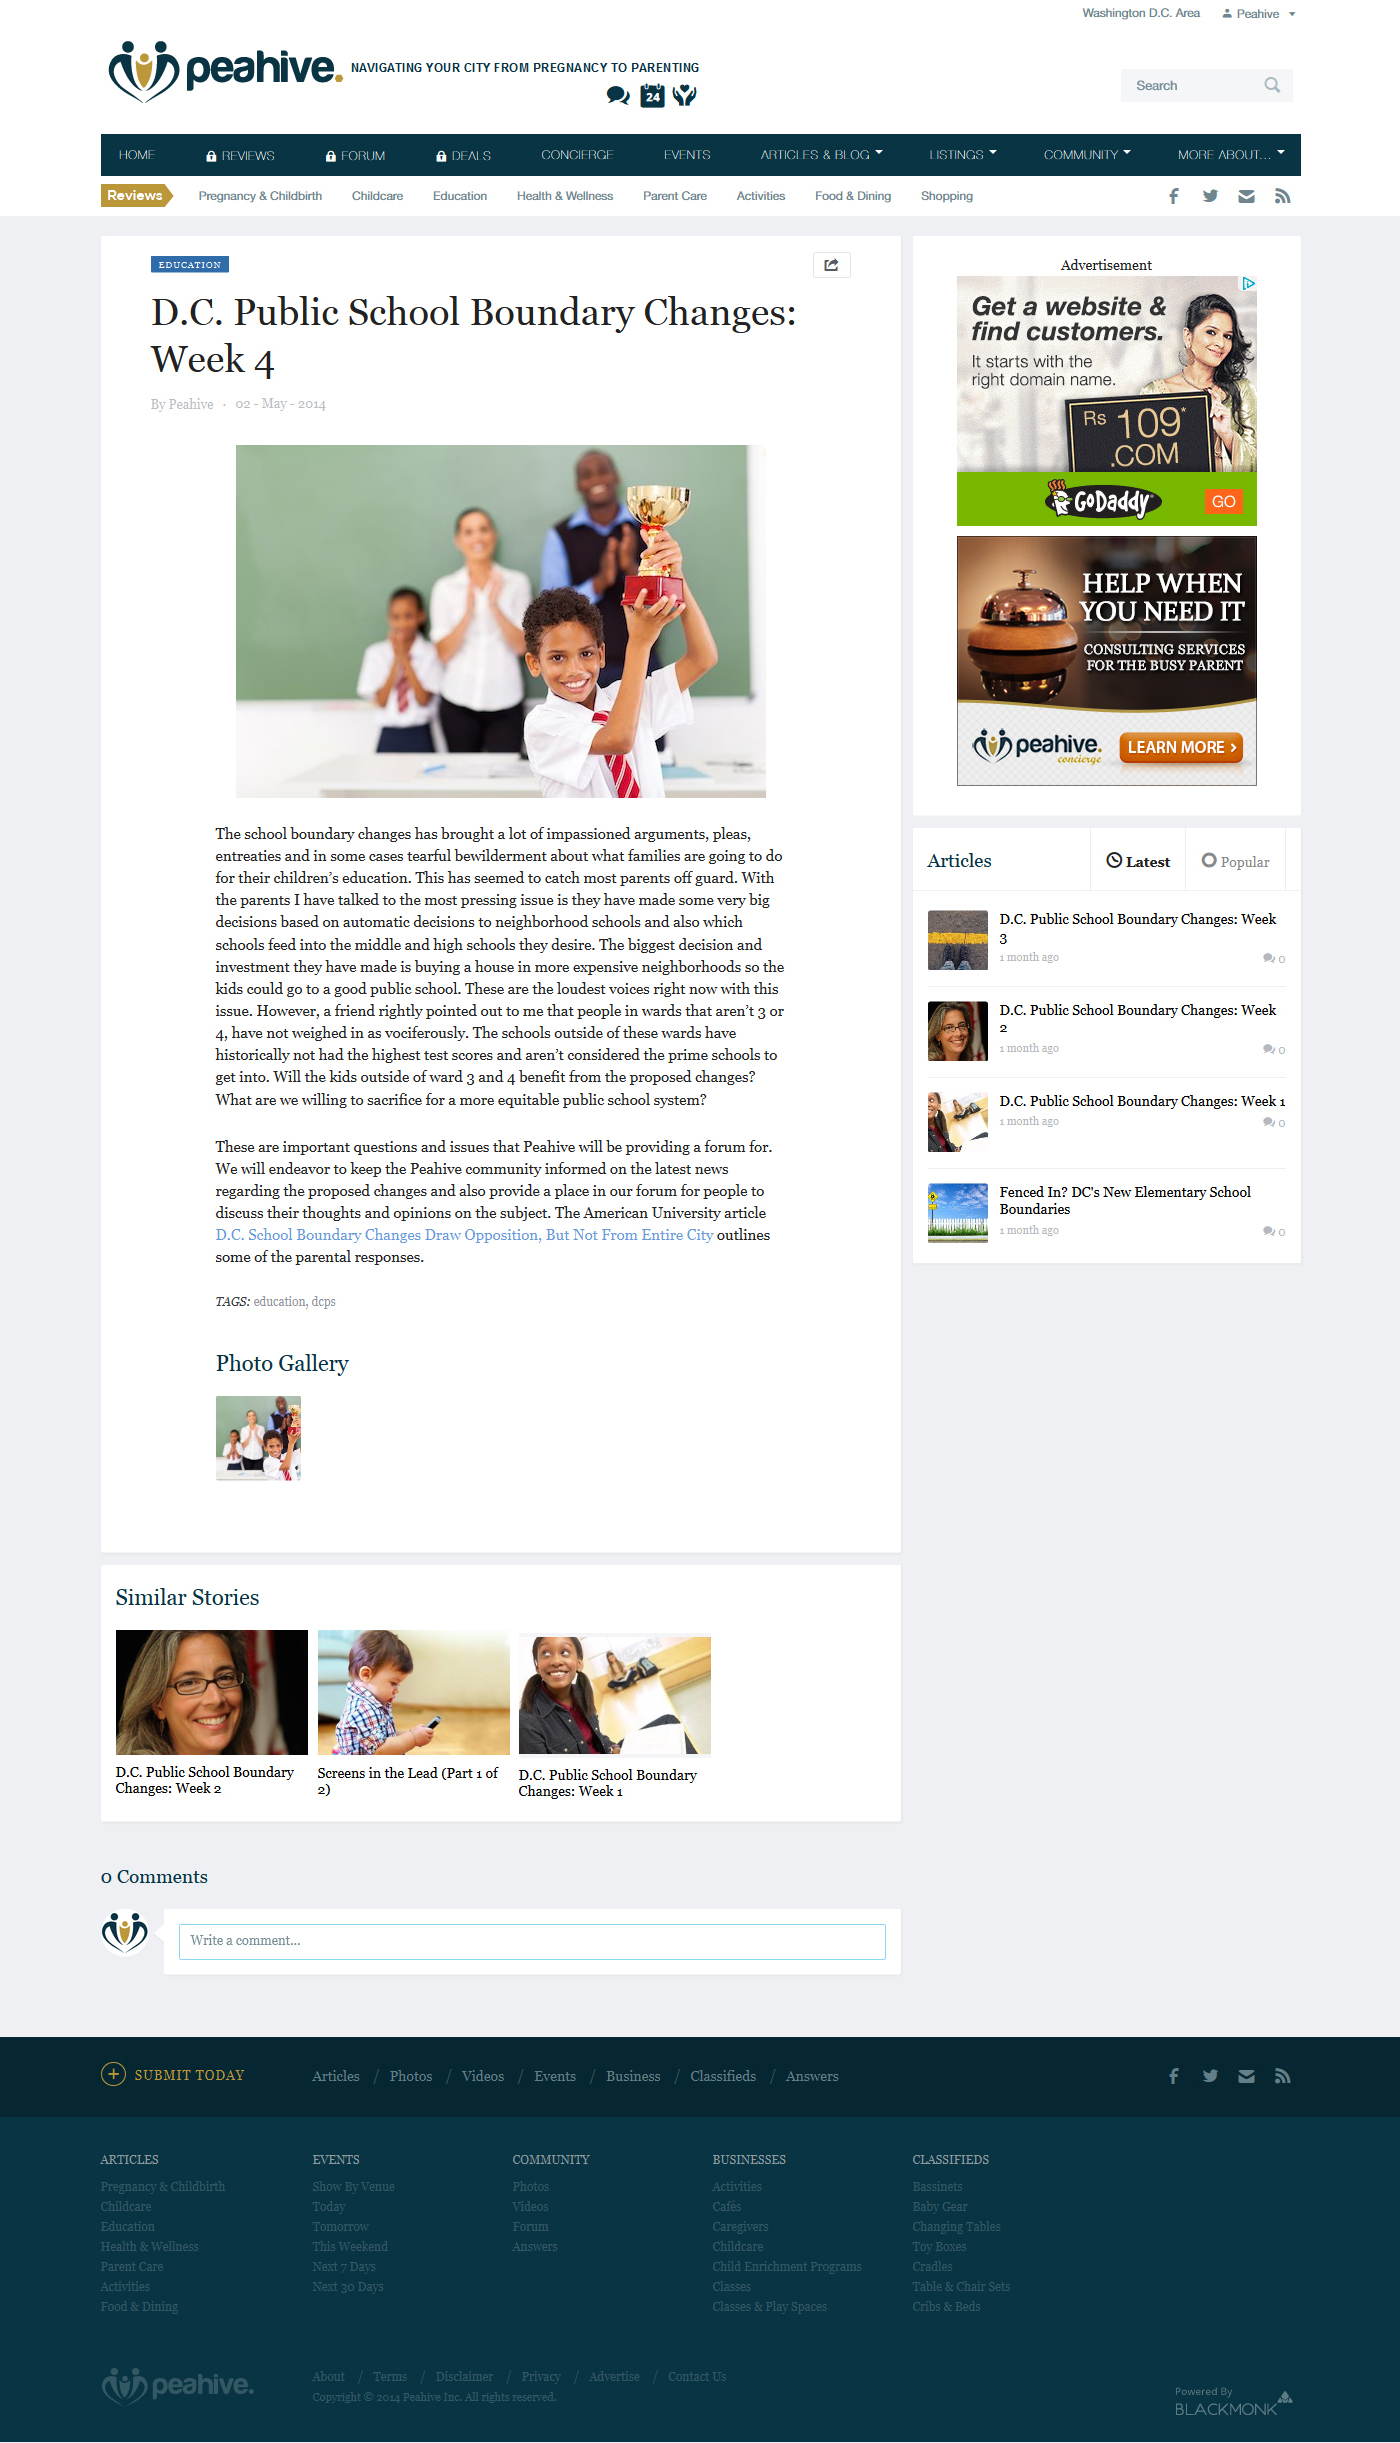 Washington D.C. Area Peahive
peahive. NAVIGATING YOUR CITY FROM PREGNANCY TO PARENTING
24
Search
HOME REVIEWS FORUM DEALS CONCIERGE EVENTS ARTICLES & BLOG LISTINGS COMMUNITY MORE ABOUT...
Reviews Pregnancy & Childbirth Childcare Education Health & Wellness Parent Care Activities Food & Dining Shopping
EDUCATION
D.C. Public School Boundary Changes:
Week 4
By Peahive · 02 - May - 2014
The school boundary changes has brought a lot of impassioned arguments, pleas,
entreaties and in some cases tearful bewilderment about what families are going to do
for their children's education. This has seemed to catch most parents off guard. With
the parents I have talked to the most pressing issue is they have made some very big
decisions based on automatic decisions to neighborhood schools and also which
schools feed into the middle and high schools they desire. The biggest decision and
investment they have made is buying a house in more expensive neighborhoods so the
kids could go to a good public school. These are the loudest voices right now with this
issue. However, a friend rightly pointed out to me that people in wards that aren't 3 or
4, have not weighed in as vociferously. The schools outside of these wards have
historically not had the highest test scores and aren't considered the prime schools to
get into. Will the kids outside of ward 3 and 4 benefit from the proposed changes?
What are we willing to sacrifice for a more equitable public school system?
These are important questions and issues that Peahive will be providing a forum for.
We will endeavor to keep the Peahive community informed on the latest news
regarding the proposed changes and also provide a place in our forum for people to
discuss their thoughts and opinions on the subject. The American University article
D.C. School Boundary Changes Draw Opposition, But Not From Entire City outlines
some of the parental responses.
TAGS: education, dcps
Photo Gallery
Advertisement
Get a website &
find customers.
It starts with the
right domain name.
Rs 109*
.COM
GoDaddy GO
HELP WHEN
YOU NEED IT
CONSULTING SERVICES
FOR THE BUSY PARENT
peahive. LEARN MORE >
concierge
Articles Latest Popular
D.C. Public School Boundary Changes: Week
3
1 month ago 0
D.C. Public School Boundary Changes: Week
2
1 month ago 0
D.C. Public School Boundary Changes: Week 1
1 month ago 0
Fenced In? DC's New Elementary School
Boundaries
1 month ago 0
Similar Stories
D.C. Public School Boundary
Changes: Week 2
Screens in the Lead (Part 1 of
2)
D.C. Public School Boundary
Changes: Week 1
0 Comments
Write a comment...
SUBMIT TODAY Articles / Photos / Videos / Events / Business / Classifieds / Answers
ARTICLES
Pregnancy & Childbirth
Childcare
Education
Health & Wellness
Parent Care
Activities
Food & Dining
EVENTS
Show By Venue
Today
Tomorrow
This Weekend
Next 7 Days
Next 30 Days
COMMUNITY
Photos
Videos
Forum
Answers
BUSINESSES
Activities
Cafés
Caregivers
Childcare
Child Enrichment Programs
Classes
Classes & Play Spaces
CLASSIFIEDS
Bassinets
Baby Gear
Changing Tables
Toy Boxes
Cradles
Table & Chair Sets
Cribs & Beds
peahive.
About / Terms / Disclaimer / Privacy / Advertise / Contact Us
Copyright © 2014 Peahive Inc. All rights reserved.
Powered By
BLACKMONK